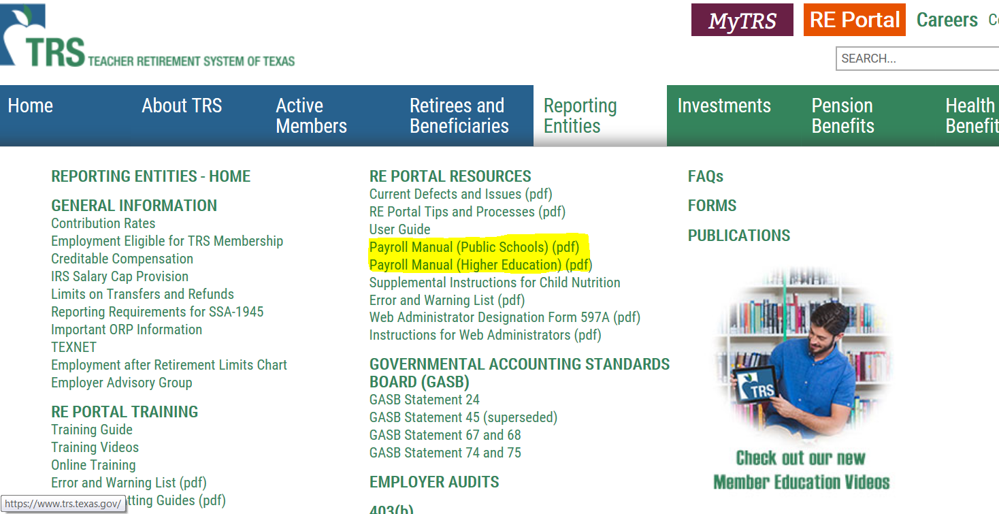 TRS TEACHER RETIREMENT SYSTEM OF TEXAS
MyTRS
RE Portal
Careers
SEARCH...
Home
About TRS
Active
Members
Retirees and
Beneficiaries
Reporting
Entities
Investments
Pension
Benefits
Health
REPORTING ENTITIES - HOME
GENERAL INFORMATION
Contribution Rates
Employment Eligible for TRS Membership
Creditable Compensation
IRS Salary Cap Provision
Limits on Transfers and Refunds
Reporting Requirements for SSA-1945
Important ORP Information
TEXNET
Employment after Retirement Limits Chart
Employer Advisory Group
RE PORTAL TRAINING
Training Guide
Training Videos
Online Training
Error and Warning List (pdf)
Guides (pdf)
https://www.trs.texas.gov/
RE PORTAL RESOURCES
Current Defects and Issues (pdf)
RE Portal Tips and Processes (pdf)
User Guide
Payroll Manual (Public Schools) (pdf)
Payroll Manual (Higher Education) (pdf)
Supplemental Instructions for Child Nutrition
Error and Warning List (pdf)
Web Administrator Designation Form 597A (pdf)
Instructions for Web Administrators (pdf)
GOVERNMENTAL ACCOUNTING STANDARDS
BOARD (GASB)
GASB Statement 24
GASB Statement 45 (superseded)
GASB Statement 67 and 68
GASB Statement 74 and 75
EMPLOYER AUDITS
403(b)
FAQs
FORMS
PUBLICATIONS
TRS
Check out our new
Member Education Videos